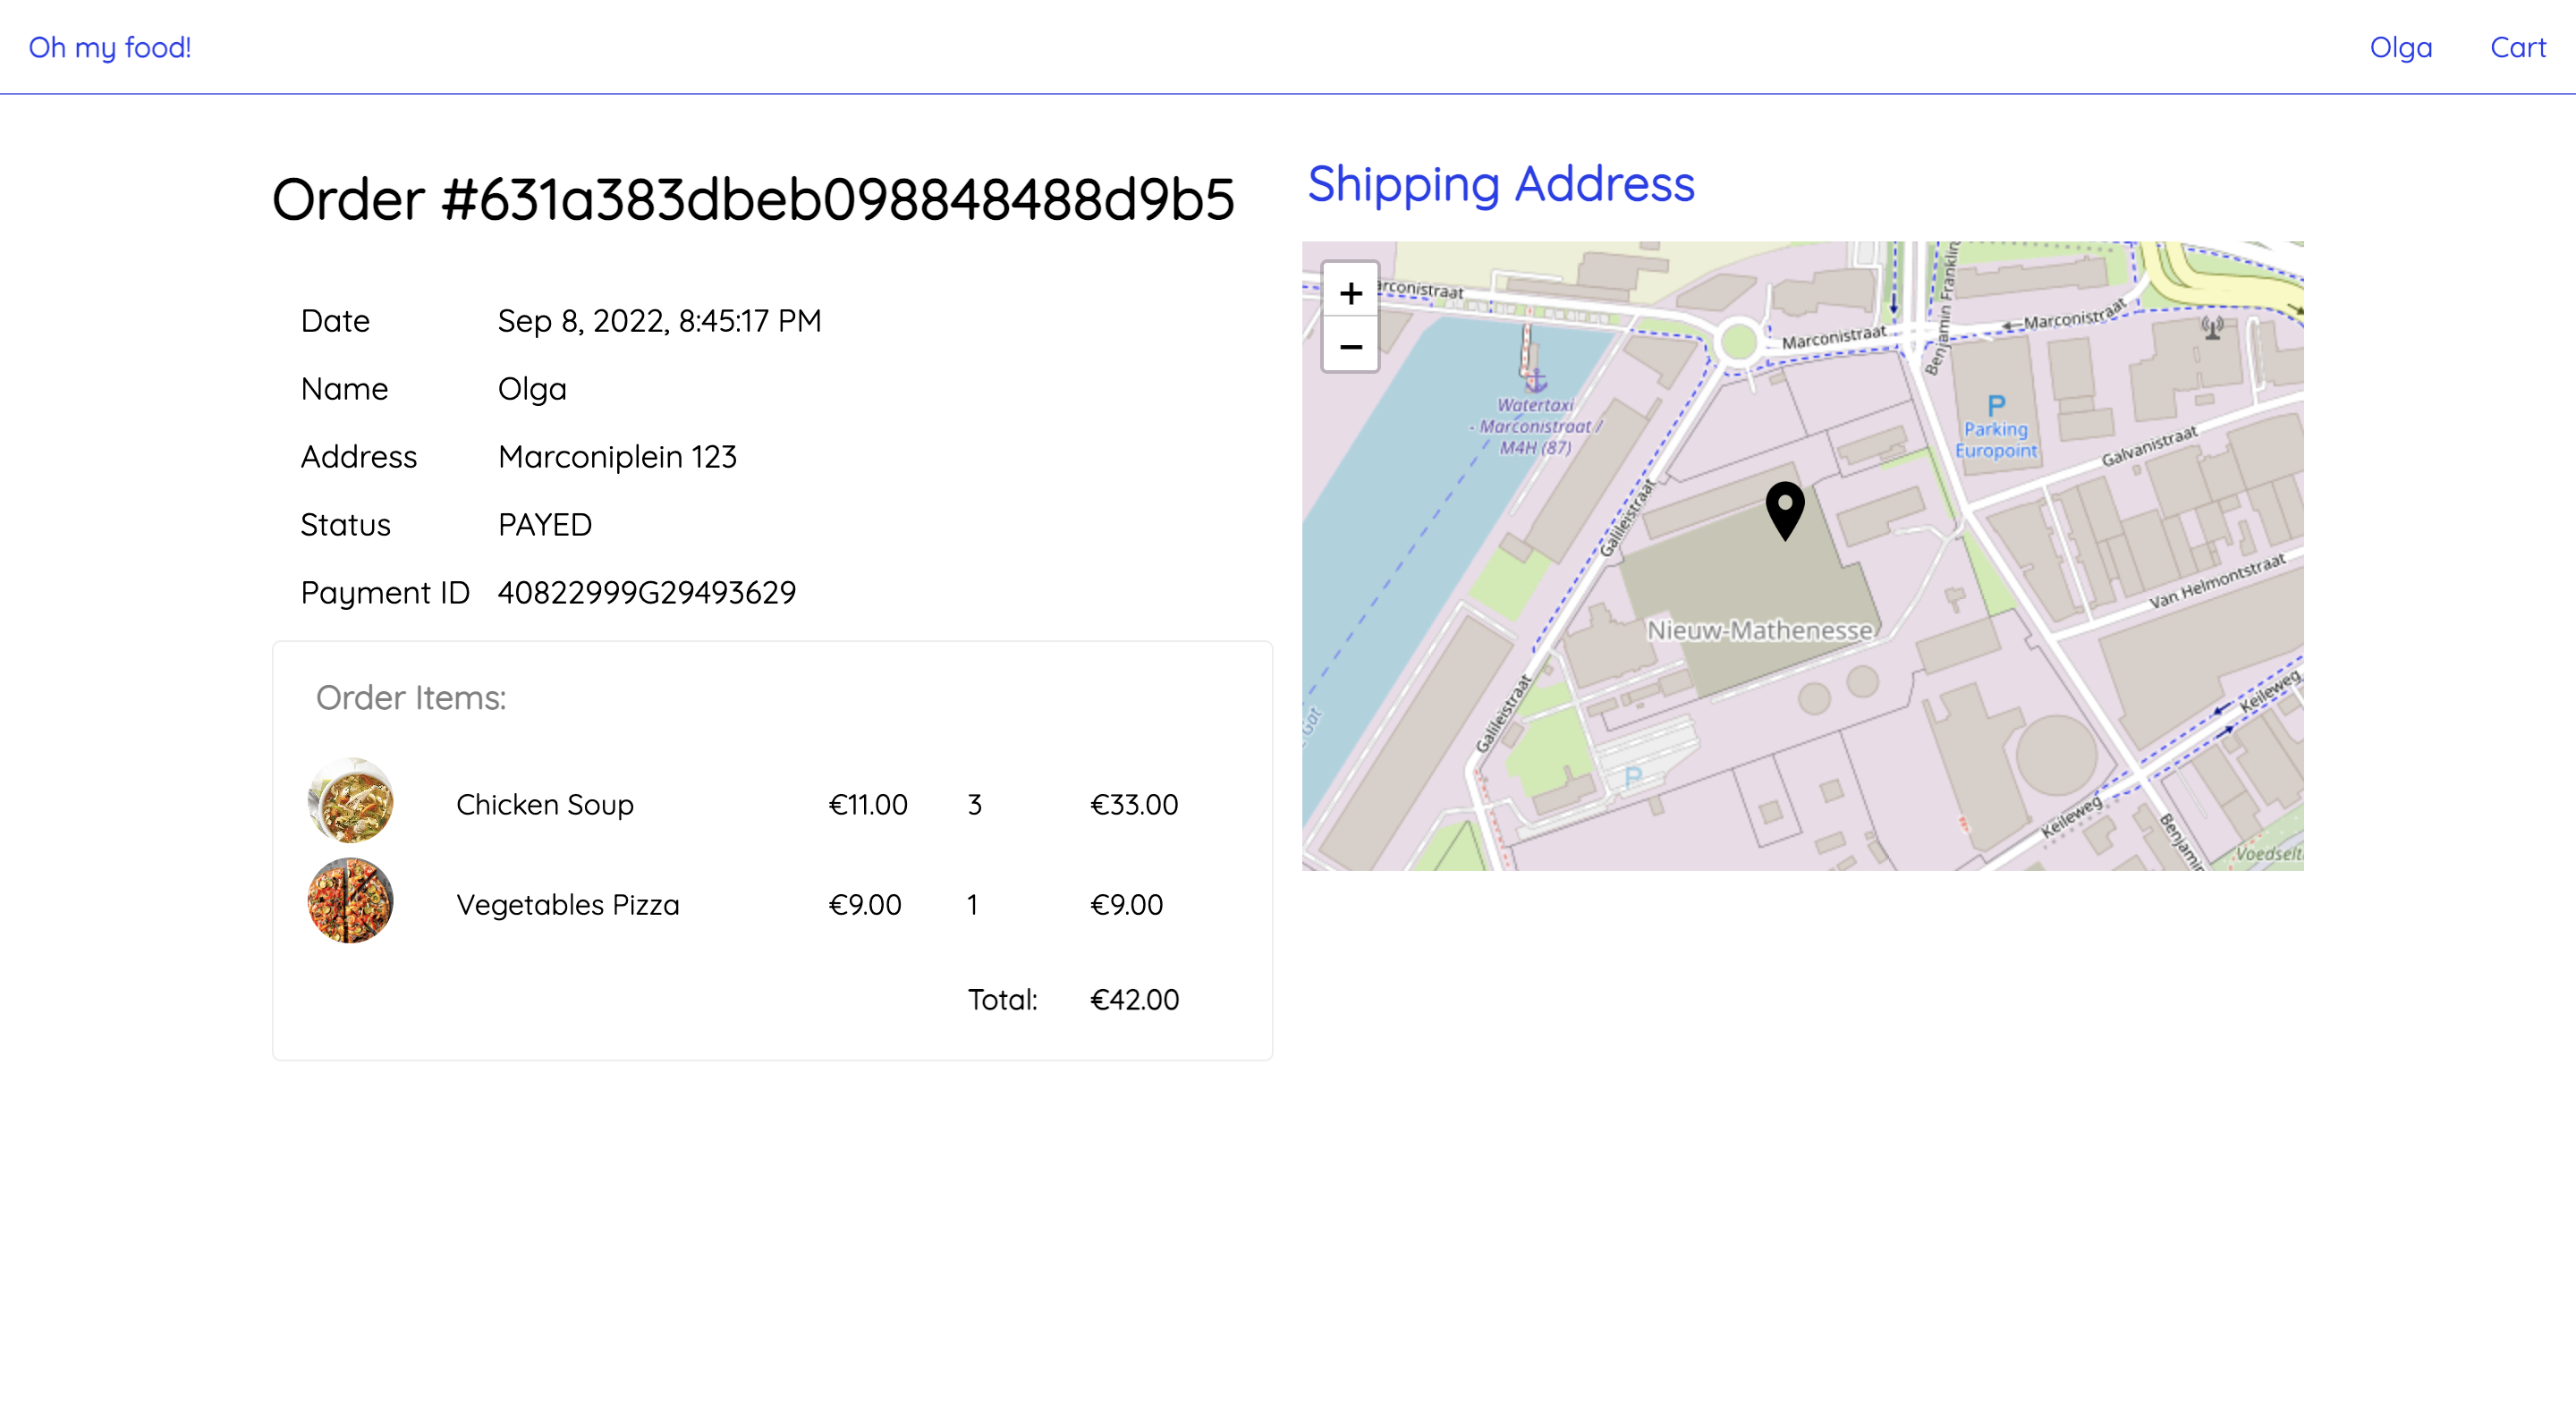 Oh my food!
Olga
Cart
Order #631a383dbeb098848488d9b5
Date Sep 8, 2022, 8:45:17 PM
Name Olga
Address Marconiplein 123
Status PAYED
Payment ID 40822999G29493629
Order Items:
Chicken Soup €11.00 3 €33.00
Vegetables Pizza €9.00 1 €9.00
Total: €42.00
Shipping Address
+
−
arconistraat
Marconistraat
Marconistraat
Benjamin Franklin
Watertaxi
- Marconistraat /
M4H (87)
P
Parking
Europoint
Galvanistraat
Galileïstraat
Van Helmontstraat
Nieuw-Mathenesse
Galileïstraat
Keileweg
Gat
P
Keileweg
Benjamin
Voedselt